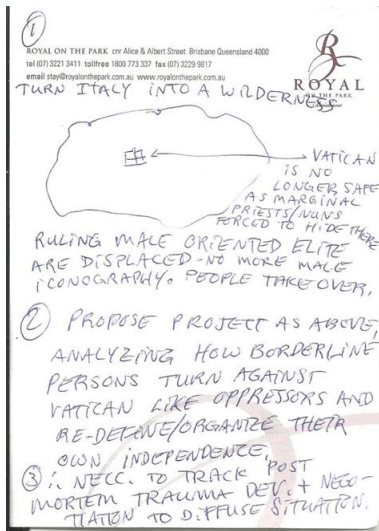 ①
ROYAL ON THE PARK cnr Alice & Albert Street Brisbane Queensland 4000
tel (07) 3221 3411 tollfree 1800 773 337 fax (07) 3229 9817
email stay@royalonthepark.com.au www.royalonthepark.com.au
R
ROYAL
ON THE PARK
TURN ITALY INTO A WILDERNESS
VATICAN
IS NO
LONGER SAFE
AS MARGINAL
PRIESTS/NUNS
FORCED TO HIDE THERE
RULING MALE ORIENTED ELITE
ARE DISPLACED - NO MORE MALE
ICONOGRAPHY. PEOPLE TAKE OVER.
② PROPOSE PROJECT AS ABOVE,
ANALYZING HOW BORDERLINE
PERSONS TURN AGAINST
VATICAN LIKE OPPRESSORS AND
RE-DEFINE/ORGANIZE THEIR
OWN INDEPENDENCE,
③ ∴ NECC. TO TRACK POST
MORTEM TRAUMA DEV. + NEGO-
TIATION TO DIFFUSE SITUATION.